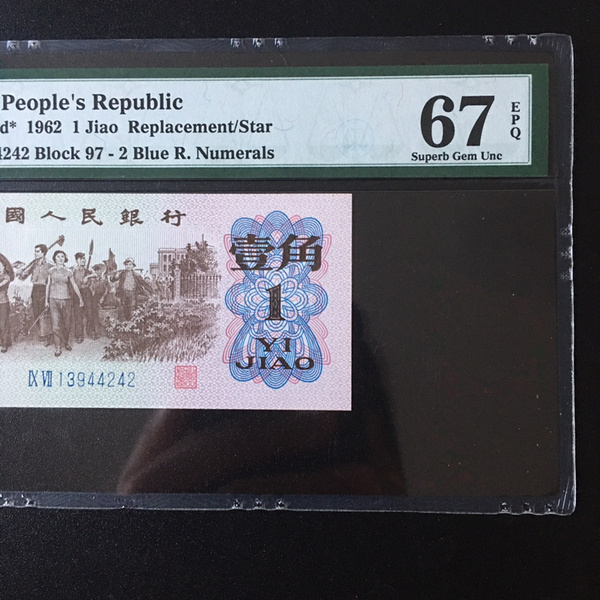 People's Republic
d* 1962 1 Jiao Replacement/Star
4242 Block 97 - 2 Blue R. Numerals
67
EPQ
Superb Gem Unc
國人民銀行
壹角
1
YI
JIAO
IX VII 13944242